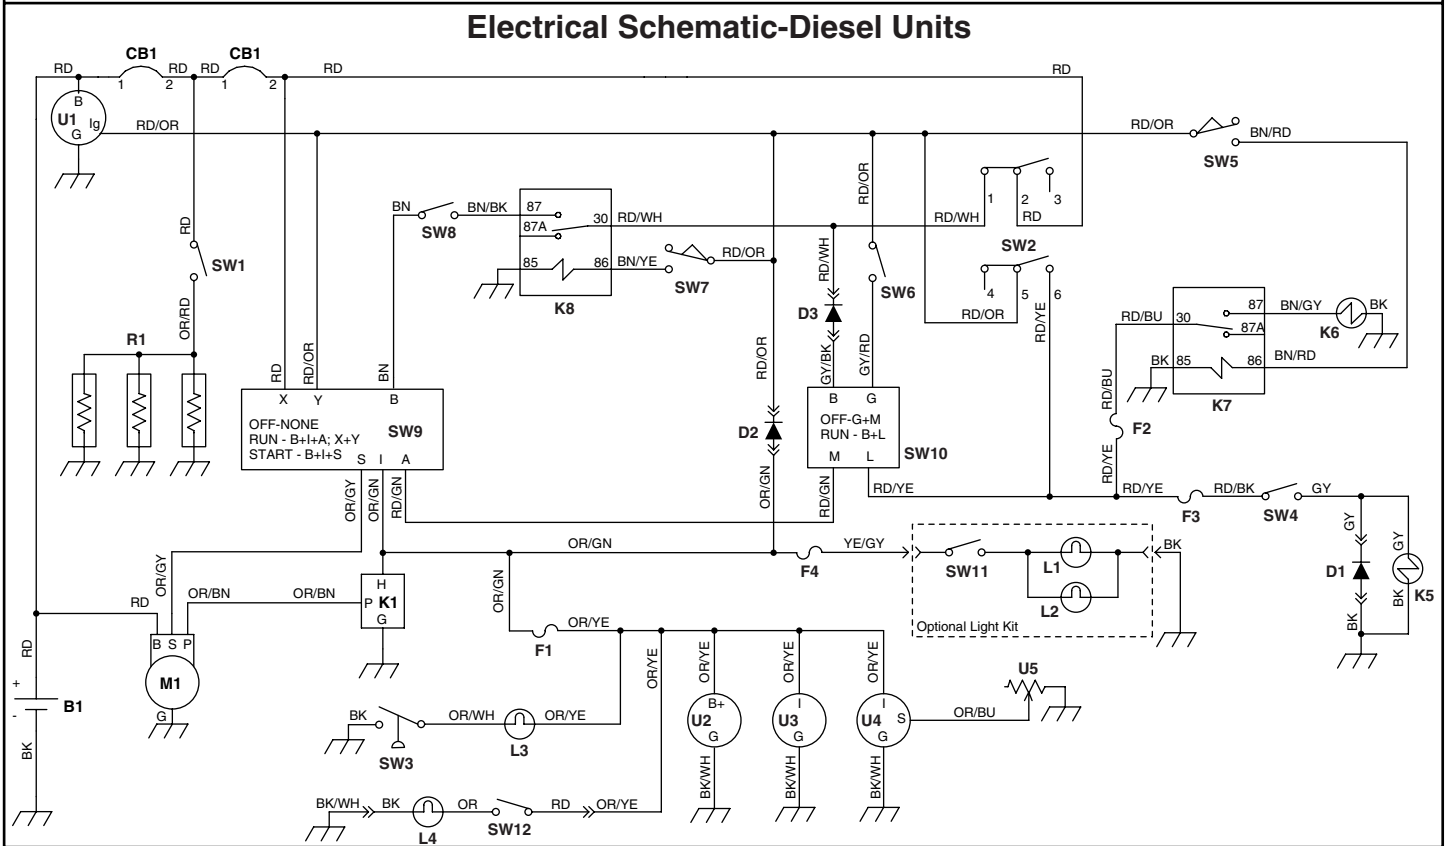 Electrical Schematic-Diesel Units
CB1 CB1
RD RD RD RD RD
1 2 1 2
B
U1 Ig
G
RD/OR RD/OR BN/RD
SW5
RD
SW1
OR/RD
R1
BN SW8 BN/BK 87
87A
30 RD/WH
85 86 BN/YE
K8
SW7 RD/OR
RD/OR
SW6
RD/WH
D3
GY/BK GY/RD
RD/WH 1 2 3
RD
SW2
4 5 6
RD/OR RD/YE
RD/BU 30 87 BN/GY BK
87A K6
BK 85 86 BN/RD
K7
RD RD/OR BN
X Y B
OFF-NONE
RUN - B+I+A; X+Y
START - B+I+S
SW9
S I A
OR/GY OR/GN RD/GN
RD/OR
D2
OR/GN
B G
OFF-G+M
RUN - B+L
M L
SW10
RD/GN RD/YE
RD/BU
F2
RD/YE
RD/YE F3 RD/BK SW4 GY
GY GY
D1 K5
BK BK
OR/GN F4 YE/GY
SW11 L1 BK
L2
Optional Light Kit
OR/GY
RD OR/BN OR/BN
H
P K1
G
OR/GN
F1 OR/YE
B S P
M1
G
RD
+
- B1
BK
BK SW3 OR/WH L3 OR/YE
OR/YE
OR/YE OR/YE OR/YE
B+ I I
U2 U3 U4 S
G G G
OR/BU U5
BK/WH BK/WH BK/WH
BK/WH BK L4 OR SW12 RD OR/YE